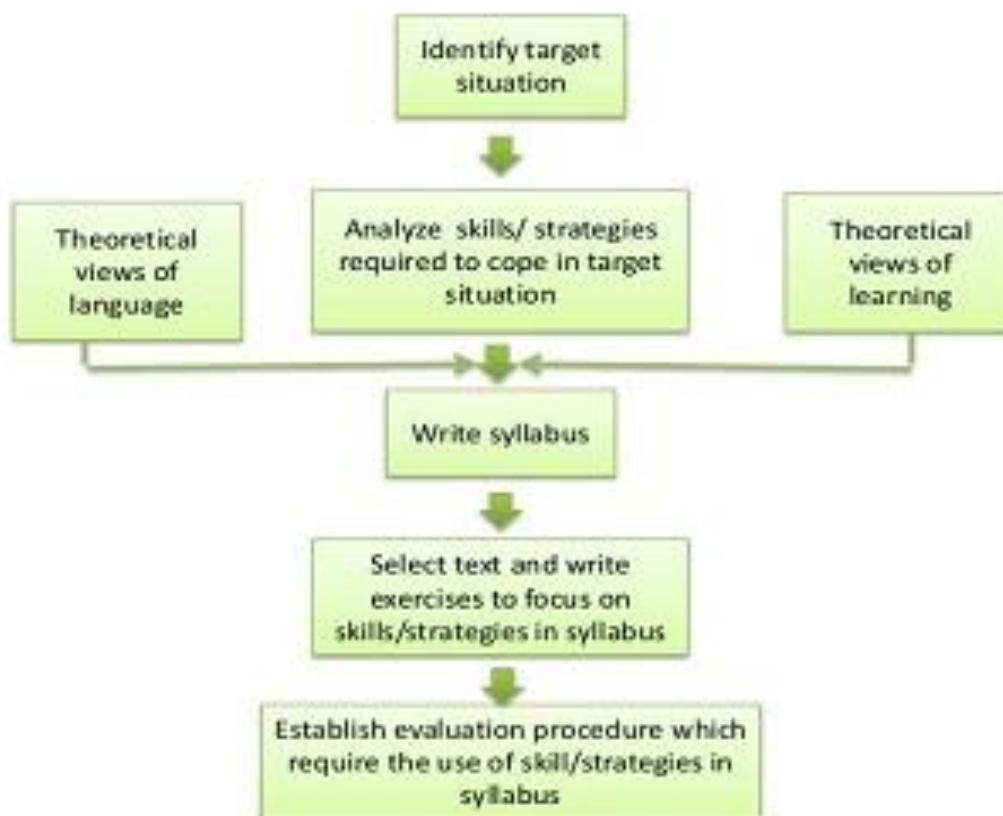 Identify target
situation
Theoretical
views of
language
Analyze skills/ strategies
required to cope in target
situation
Theoretical
views of
learning
Write syllabus
Select text and write
exercises to focus on
skills/strategies in syllabus
Establish evaluation procedure which
require the use of skill/strategies in
syllabus